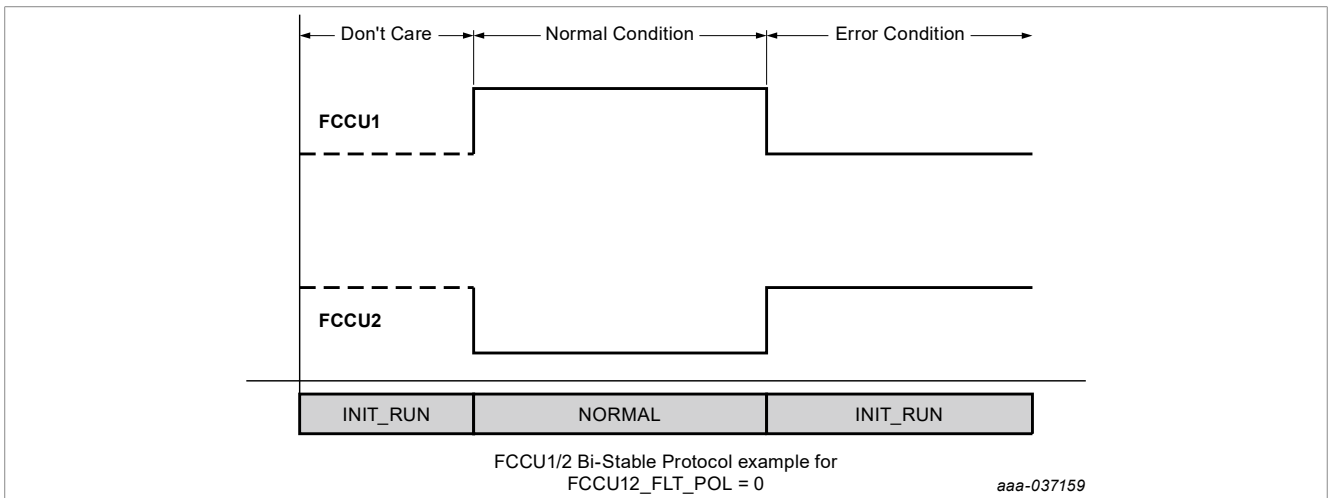 Don't Care
Normal Condition
Error Condition
FCCU1
FCCU2
INIT_RUN
NORMAL
INIT_RUN
FCCU1/2 Bi-Stable Protocol example for
FCCU12_FLT_POL = 0
aaa-037159